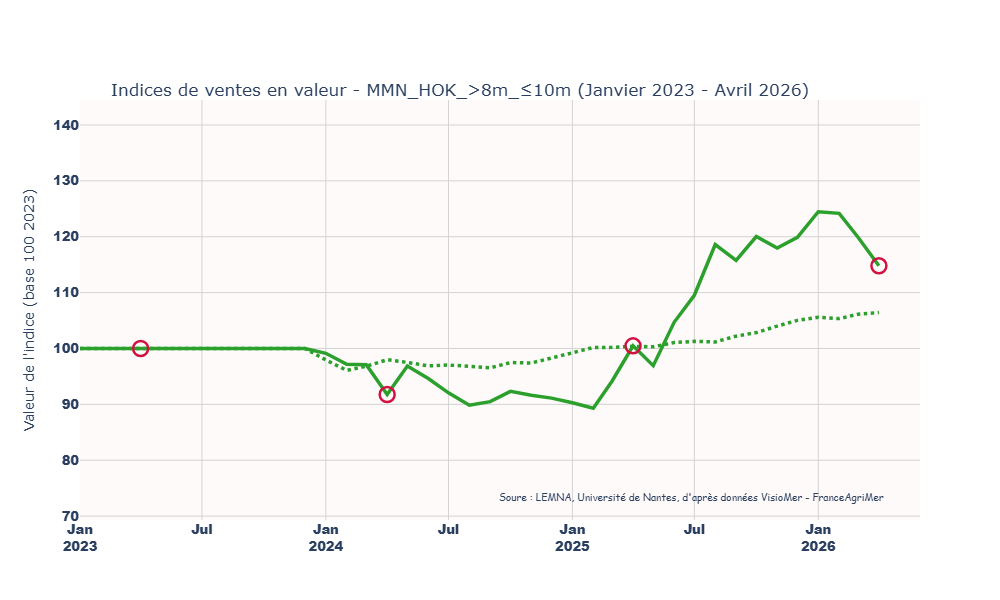 Indices de ventes en valeur - MMN_HOK_>8m_≤10m (Janvier 2023 - Avril 2026)
Valeur de l'indice (base 100 2023)
140
130
120
110
100
90
80
70
Soure : LEMNA, Université de Nantes, d'après données VisioMer - FranceAgriMer
Jan Jul Jan Jul Jan Jul Jan
2023 2024 2025 2026